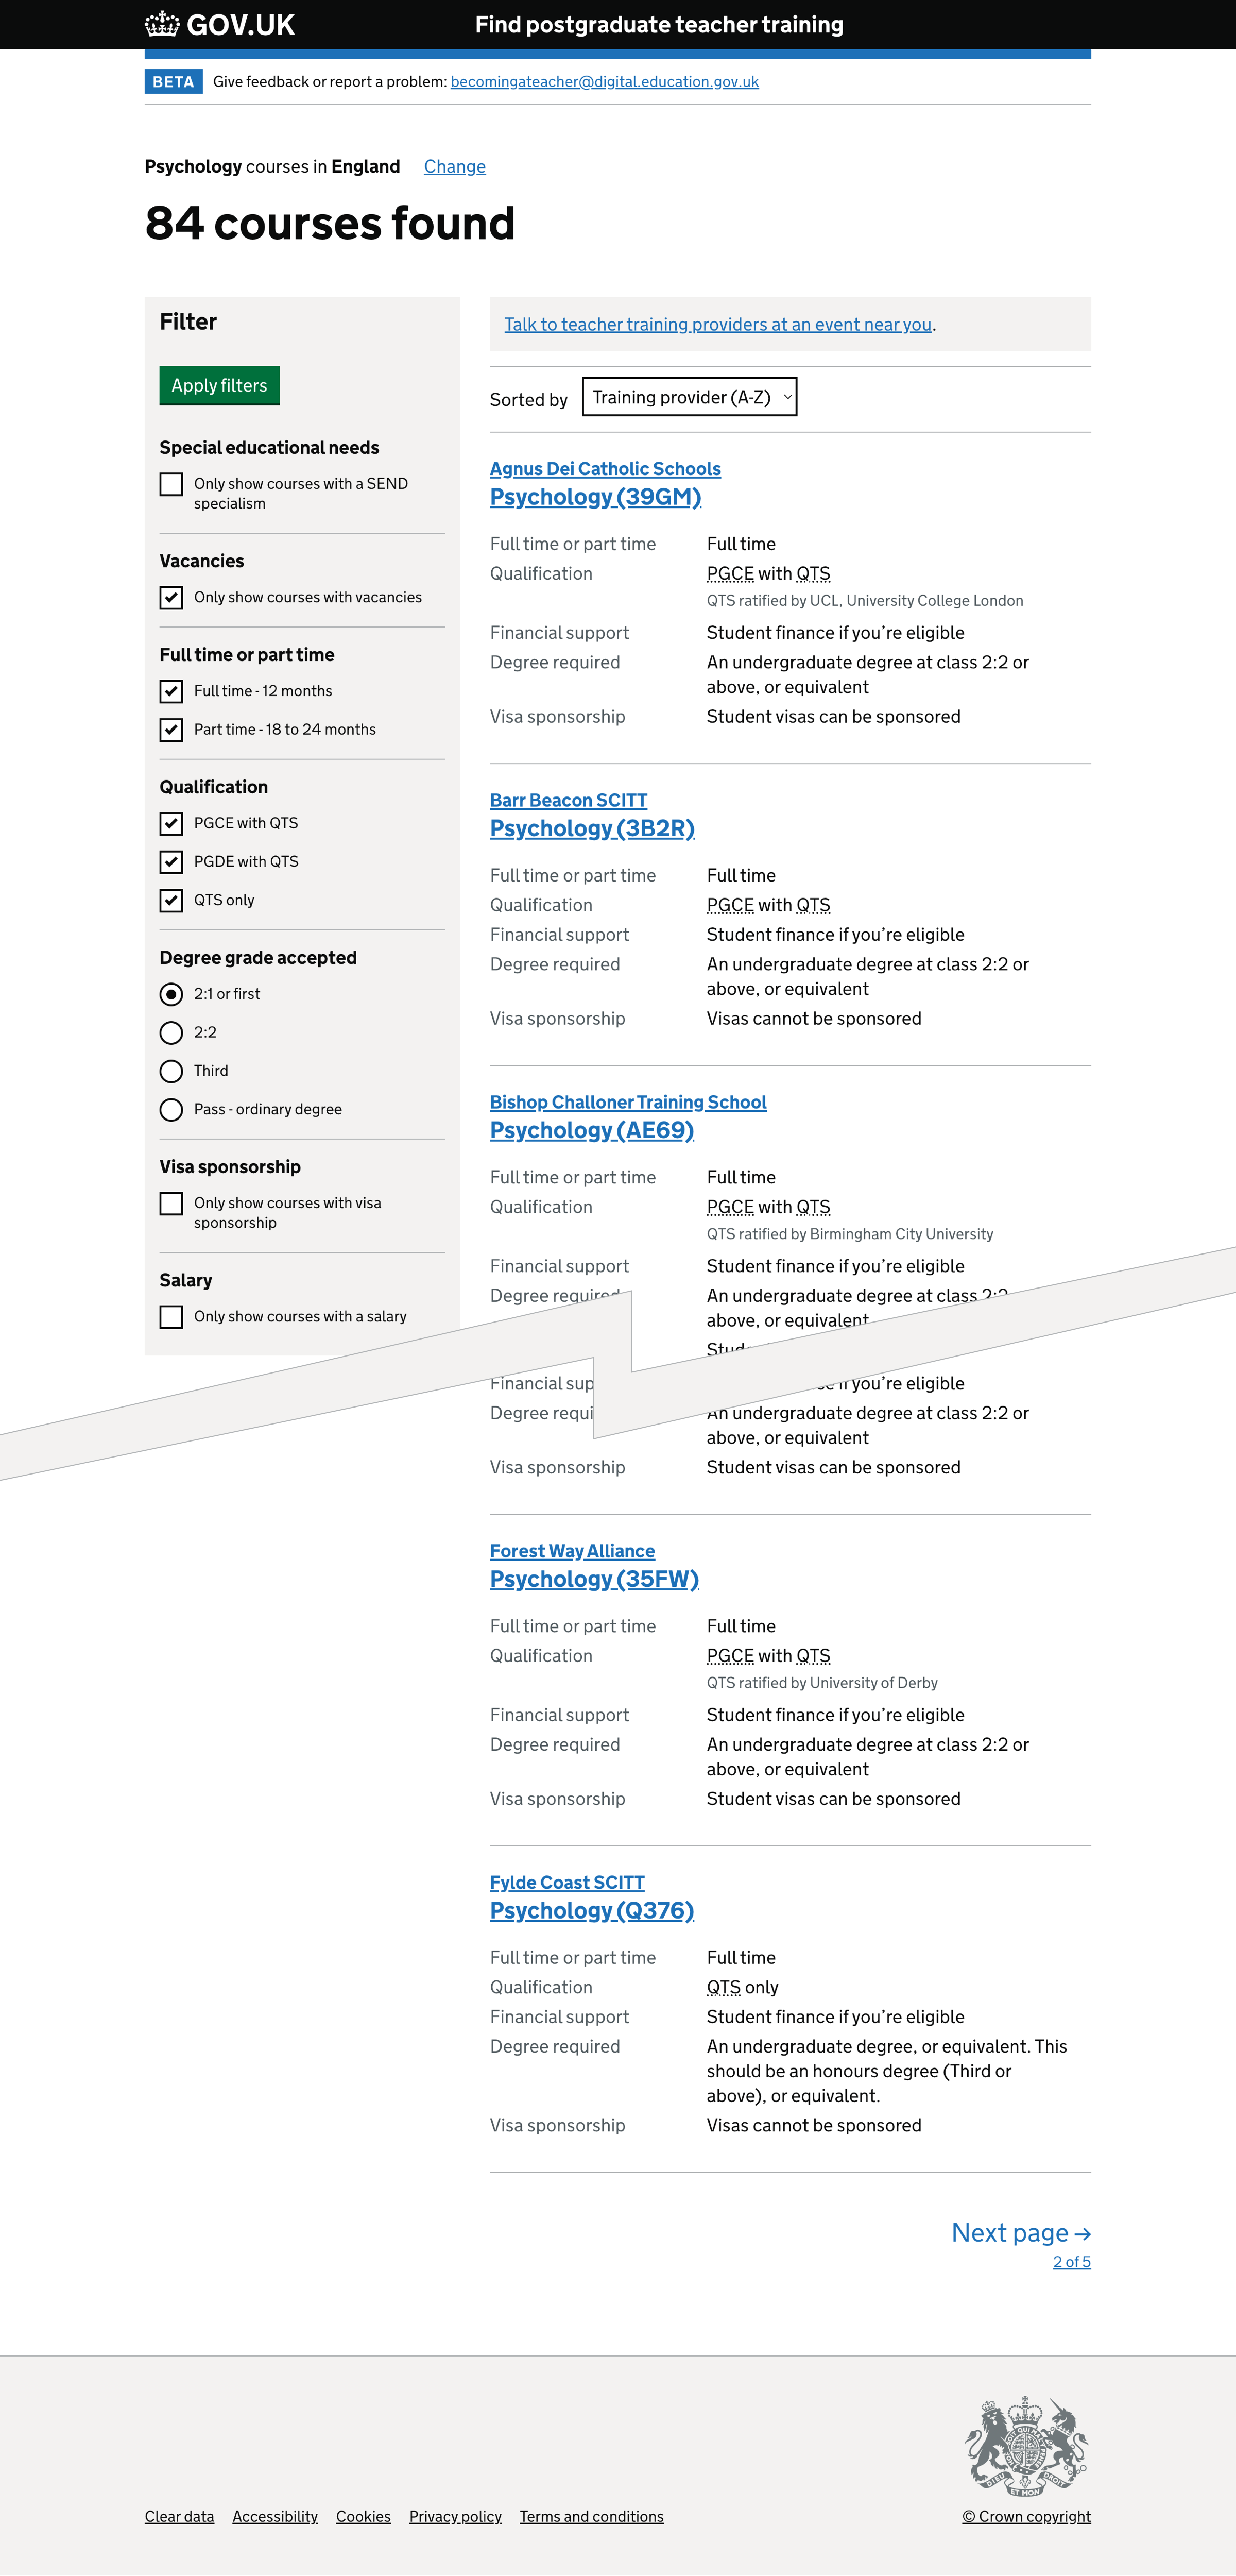 GOV.UK
Find postgraduate teacher training
BETA Give feedback or report a problem: becomingateacher@digital.education.gov.uk
Psychology courses in England Change
84 courses found
Filter
Apply filters
Special educational needs
Only show courses with a SEND
specialism
Vacancies
Only show courses with vacancies
Full time or part time
Full time - 12 months
Part time - 18 to 24 months
Qualification
PGCE with QTS
PGDE with QTS
QTS only
Degree grade accepted
2:1 or first
2:2
Third
Pass - ordinary degree
Visa sponsorship
Only show courses with visa
sponsorship
Salary
Only show courses with a salary
Talk to teacher training providers at an event near you.
Sorted by Training provider (A-Z)
Agnus Dei Catholic Schools
Psychology (39GM)
Full time or part time Full time
Qualification PGCE with QTS
QTS ratified by UCL, University College London
Financial support Student finance if you’re eligible
Degree required An undergraduate degree at class 2:2 or
above, or equivalent
Visa sponsorship Student visas can be sponsored
Barr Beacon SCITT
Psychology (3B2R)
Full time or part time Full time
Qualification PGCE with QTS
Financial support Student finance if you’re eligible
Degree required An undergraduate degree at class 2:2 or
above, or equivalent
Visa sponsorship Visas cannot be sponsored
Bishop Challoner Training School
Psychology (AE69)
Full time or part time Full time
Qualification PGCE with QTS
QTS ratified by Birmingham City University
Financial support Student finance if you’re eligible
Degree required An undergraduate degree at class 2:2
above, or equivalent
Financial if you’re eligible
Degree An undergraduate degree at class 2:2 or
above, or equivalent
Visa sponsorship Student visas can be sponsored
Forest Way Alliance
Psychology (35FW)
Full time or part time Full time
Qualification PGCE with QTS
QTS ratified by University of Derby
Financial support Student finance if you’re eligible
Degree required An undergraduate degree at class 2:2 or
above, or equivalent
Visa sponsorship Student visas can be sponsored
Fylde Coast SCITT
Psychology (Q376)
Full time or part time Full time
Qualification QTS only
Financial support Student finance if you’re eligible
Degree required An undergraduate degree, or equivalent. This
should be an honours degree (Third or
above), or equivalent.
Visa sponsorship Visas cannot be sponsored
Next page →
2 of 5
DIEU ET MON DROIT
Clear data Accessibility Cookies Privacy policy Terms and conditions © Crown copyright